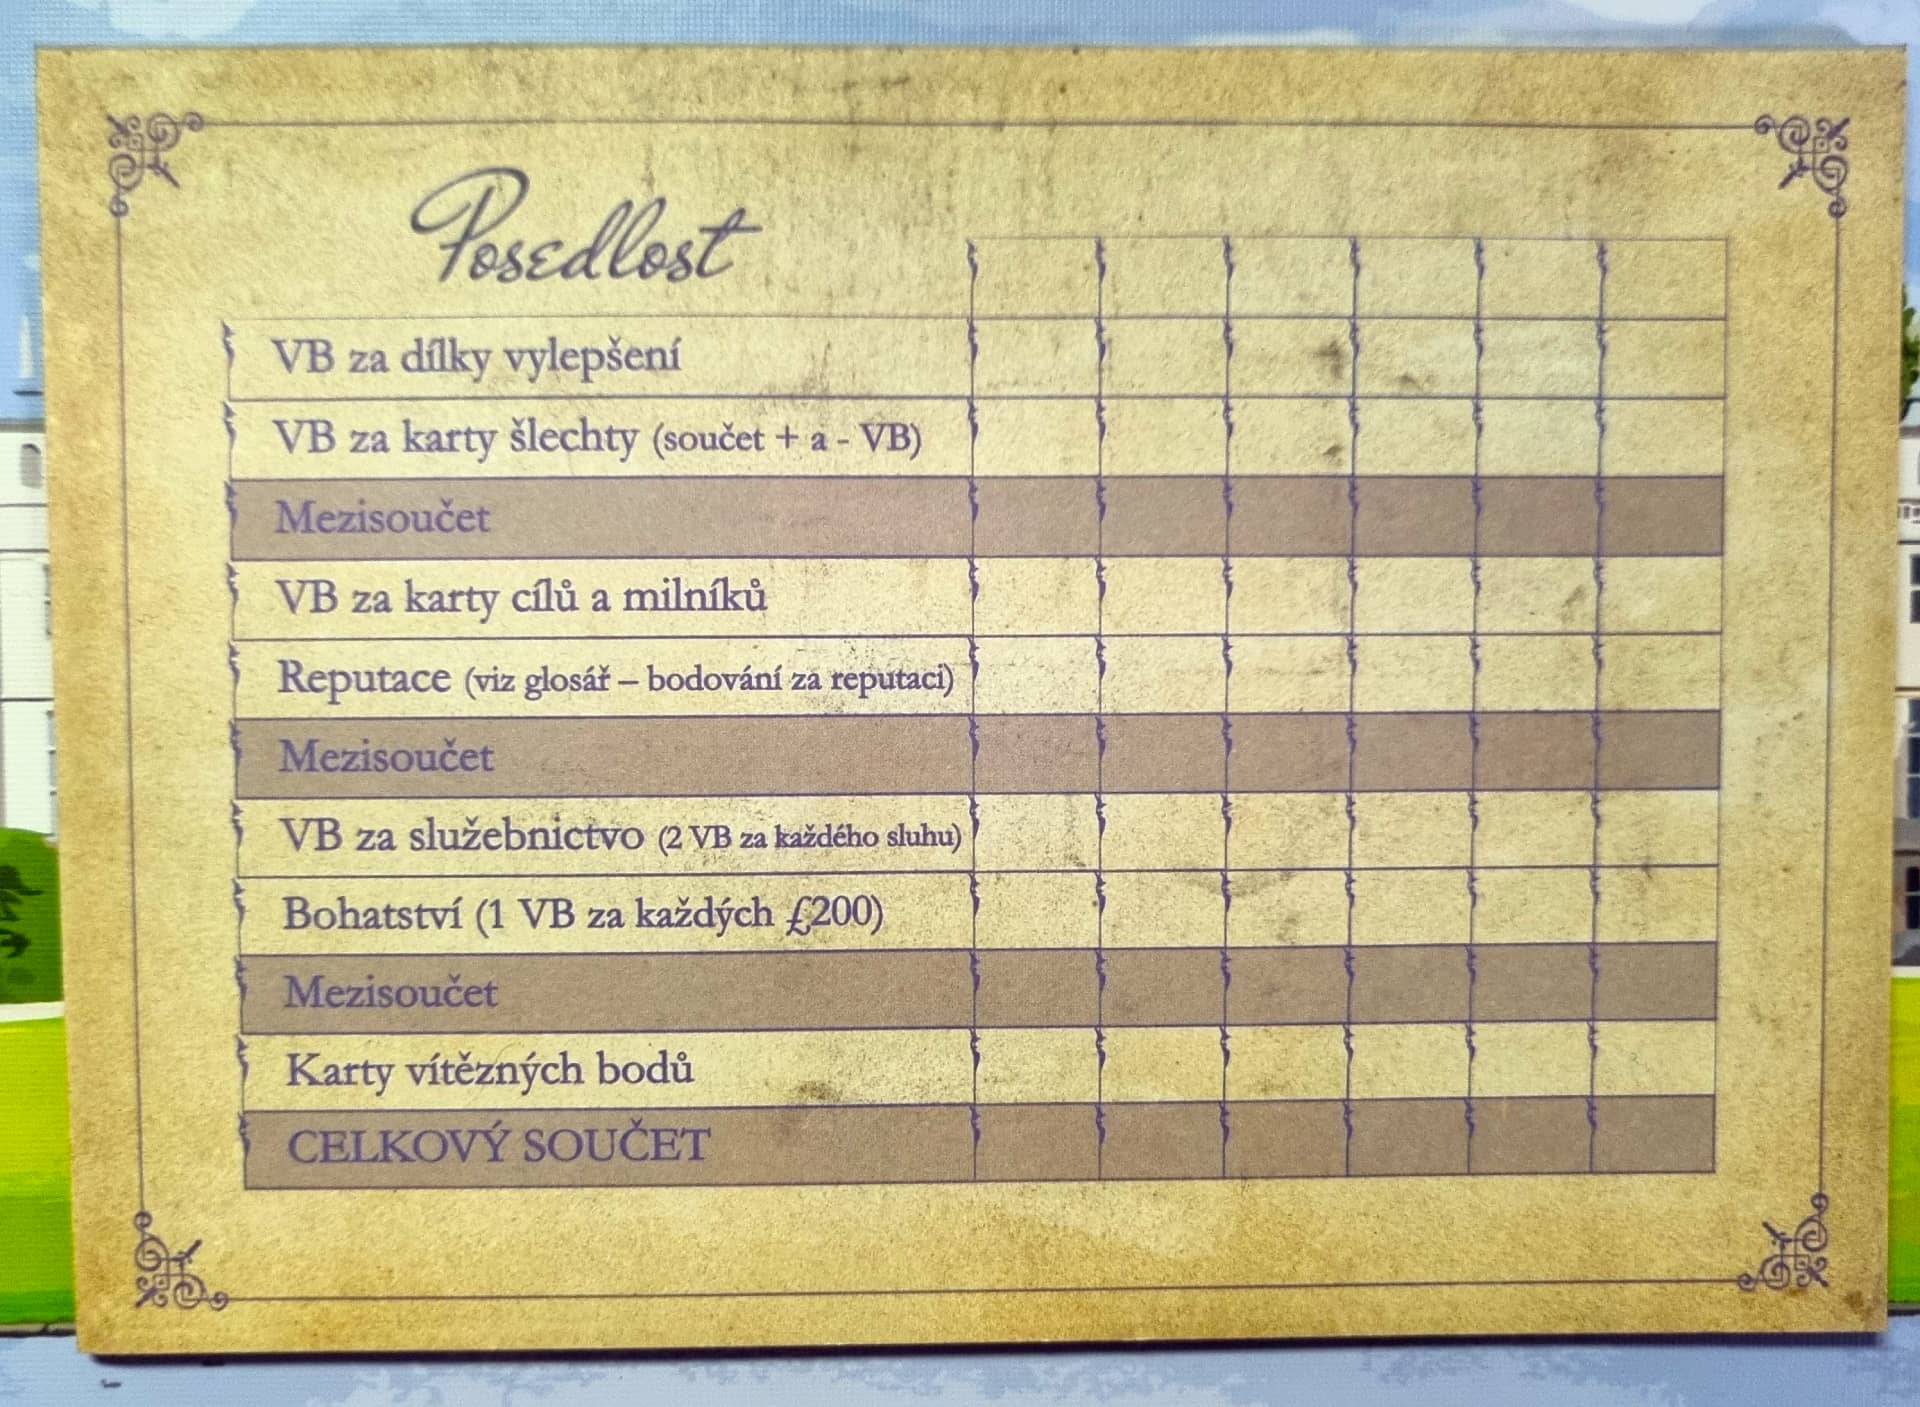 Posedlost
VB za dílky vylepšení
VB za karty šlechty (součet + a - VB)
Mezisoučet
VB za karty cílů a milníků
Reputace (viz glosář – bodování za reputaci)
Mezisoučet
VB za služebnictvo (2 VB za každého sluhu)
Bohatství (1 VB za každých £200)
Mezisoučet
Karty vítězných bodů
CELKOVÝ SOUČET